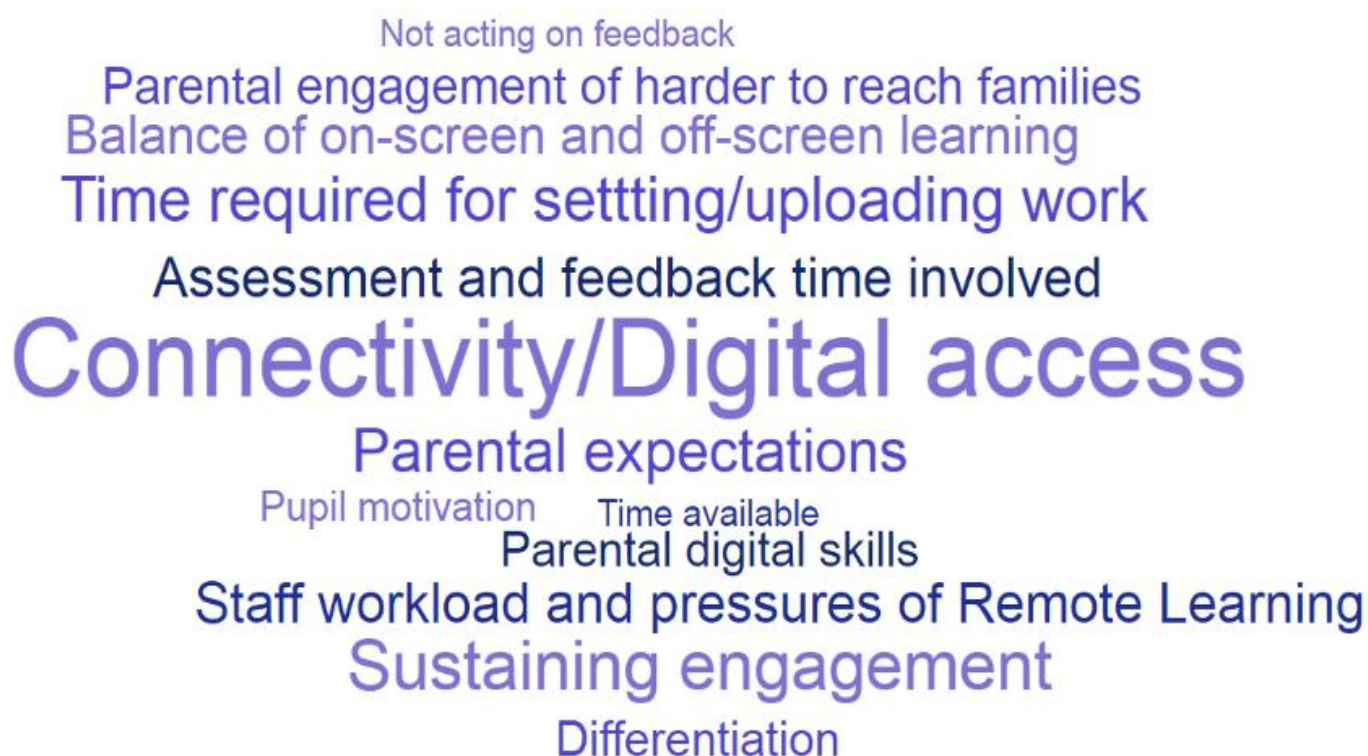 Not acting on feedback
Parental engagement of harder to reach families
Balance of on-screen and off-screen learning
Time required for settting/uploading work
Assessment and feedback time involved
Connectivity/Digital access
Parental expectations
Pupil motivation
Time available
Parental digital skills
Staff workload and pressures of Remote Learning
Sustaining engagement
Differentiation